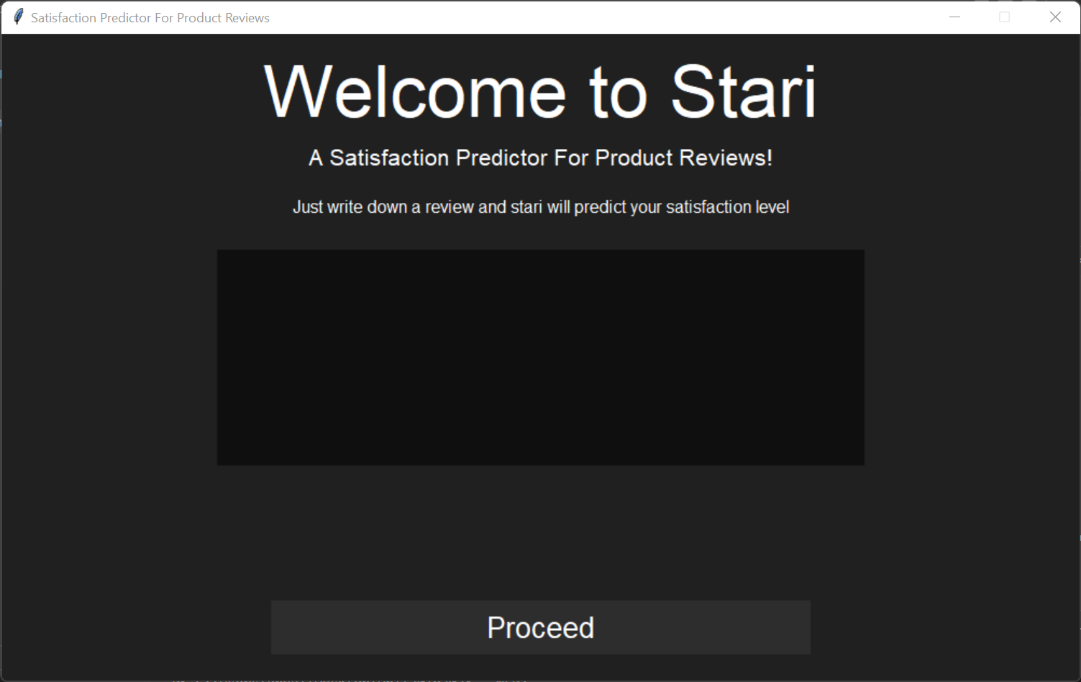 Satisfaction Predictor For Product Reviews
Welcome to Stari
A Satisfaction Predictor For Product Reviews!
Just write down a review and stari will predict your satisfaction level
Proceed